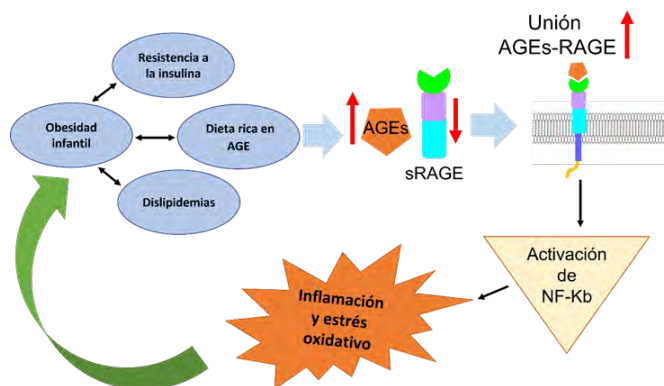 Resistencia a
la insulina
Obesidad
infantil
Dieta rica en
AGE
Dislipidemias
AGEs
sRAGE
Unión
AGEs-RAGE
Activación
de
NF-Kb
Inflamación
y estrés
oxidativo